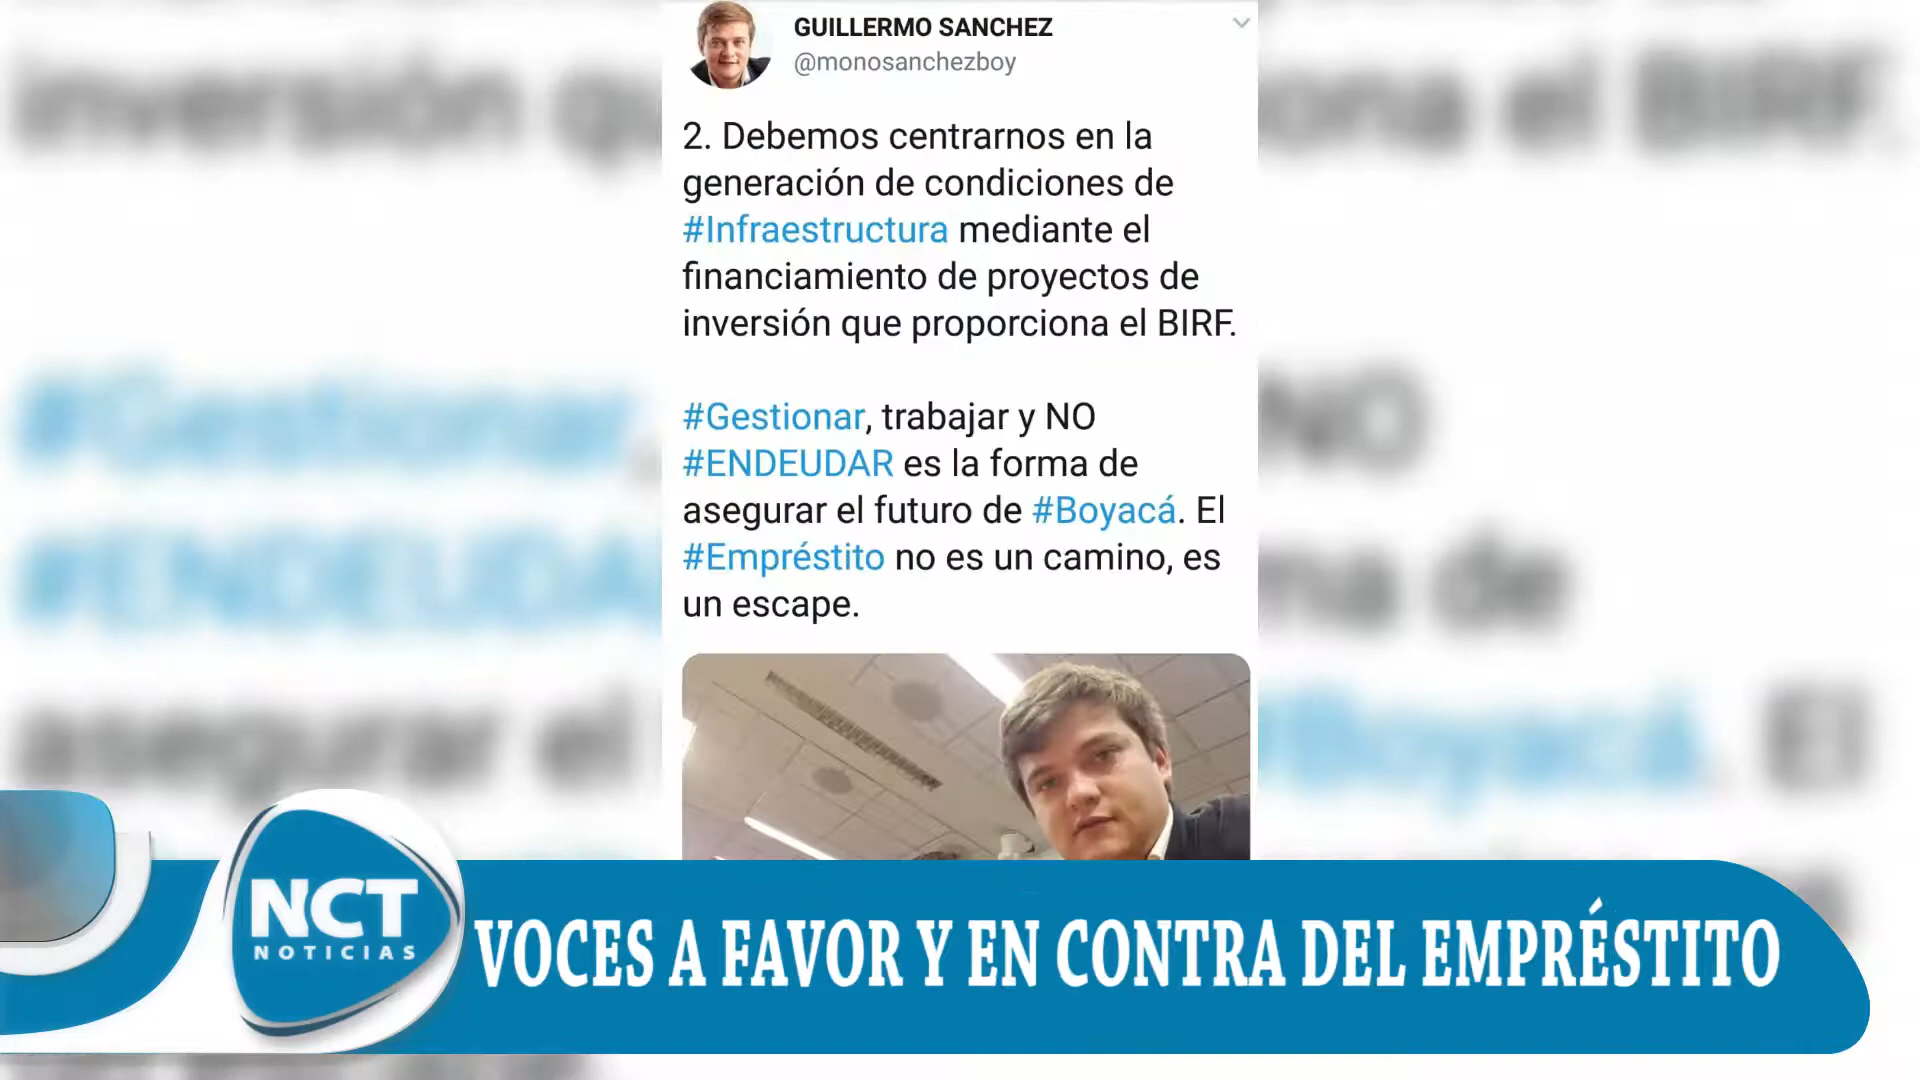 GUILLERMO SANCHEZ
@monosanchezboy
2. Debemos centrarnos en la
generación de condiciones de
#Infraestructura mediante el
financiamiento de proyectos de
inversión que proporciona el BIRF.
#Gestionar, trabajar y NO
#ENDEUDAR es la forma de
asegurar el futuro de #Boyacá. El
#Empréstito no es un camino, es
un escape.
NCT
NOTICIAS
VOCES A FAVOR Y EN CONTRA DEL EMPRÉSTITO